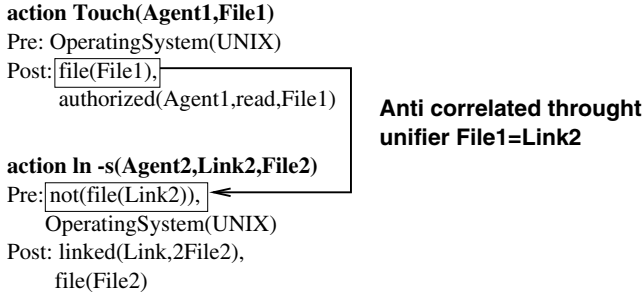 action Touch(Agent1,File1)
Pre: OperatingSystem(UNIX)
Post: file(File1),
authorized(Agent1,read,File1)
Anti correlated throught
unifier File1=Link2
action ln -s(Agent2,Link2,File2)
Pre: not(file(Link2)),
OperatingSystem(UNIX)
Post: linked(Link,2File2),
file(File2)